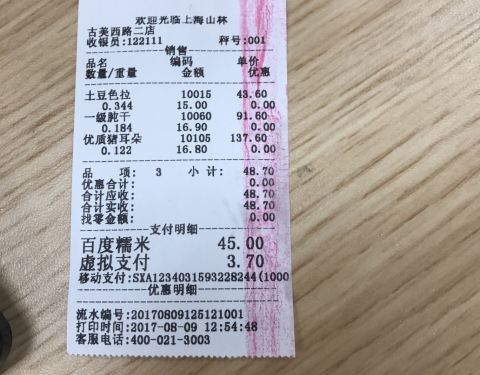 欢迎光临上海山林
古美西路二店
收银员:122111 秤号:001
销售
品名 编码 单价
数量/重量 金额 优惠
土豆色拉 10015 43.60
0.344 15.00 0.00
一级肫干 10060 91.60
0.184 16.90 0.00
优质猪耳朵 10105 137.60
0.122 16.80 0.00
品 项: 3 小 计: 48.70
优惠合计: 0.00
合计应收: 48.70
合计实收: 48.70
找零金额: 0.00
支付明细
百度糯米 45.00
虚拟支付 3.70
移动支付:SXA1234031593228244(1000
优惠明细
流水编号:20170809125121001
打印时间:2017-08-09 12:54:48
客服电话:400-021-3003